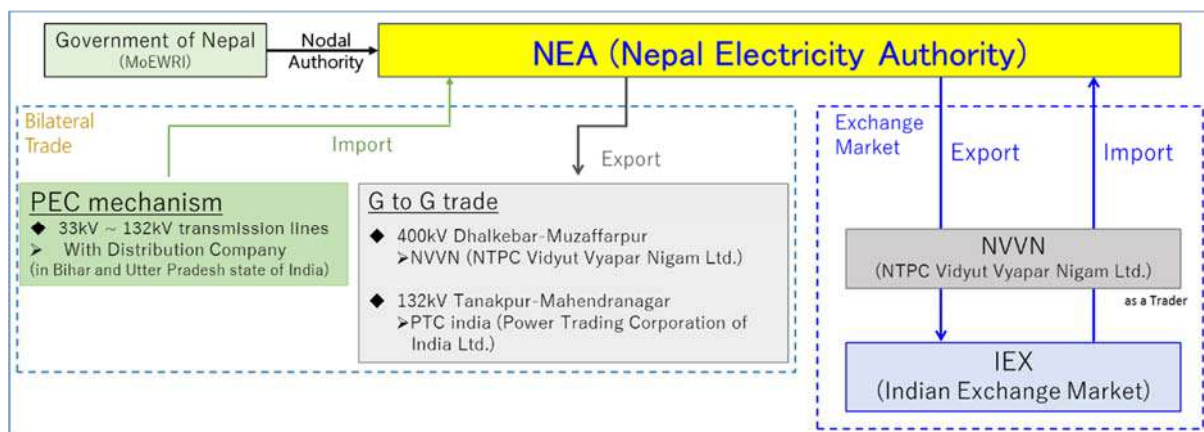 Government of Nepal
(MoEWRI)
Nodal
Authority
NEA (Nepal Electricity Authority)
Bilateral
Trade
Import
Export
PEC mechanism
◆ 33kV ~ 132kV transmission lines
➢ With Distribution Company
(in Bihar and Utter Pradesh state of India)
G to G trade
◆ 400kV Dhalkebar-Muzaffarpur
➢NVVN (NTPC Vidyut Vyapar Nigam Ltd.)
◆ 132kV Tanakpur-Mahendranagar
➢PTC india (Power Trading Corporation of
India Ltd.)
Exchange
Market
Export
Import
NVVN
(NTPC Vidyut Vyapar Nigam Ltd.)
as a Trader
IEX
(Indian Exchange Market)